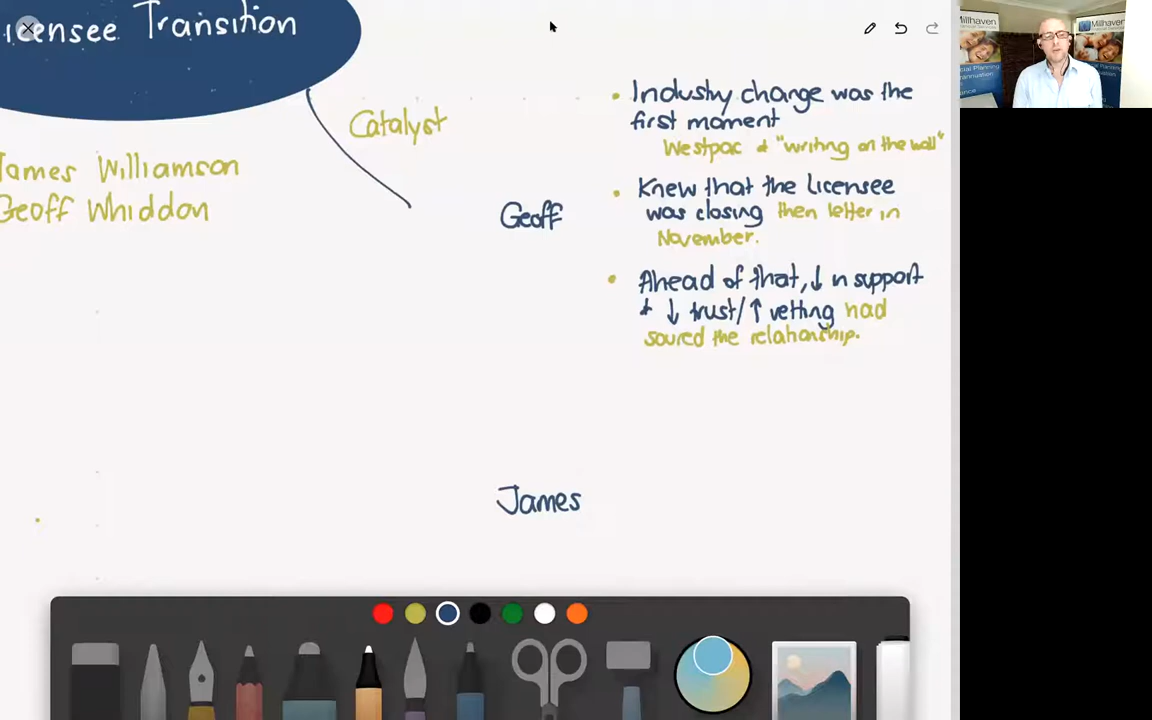 icensee Transition
Catalyst
James Williamson
Geoff Whiddon
Geoff
• Industry change was the
first moment
Westpac & "writing on the wall"
• Knew that the licensee
was closing then letter in
November.
• Ahead of that, ↓ in support
& ↓ trust/↑ vetting had
soured the relationship.
James
Millhaven
Millhaven